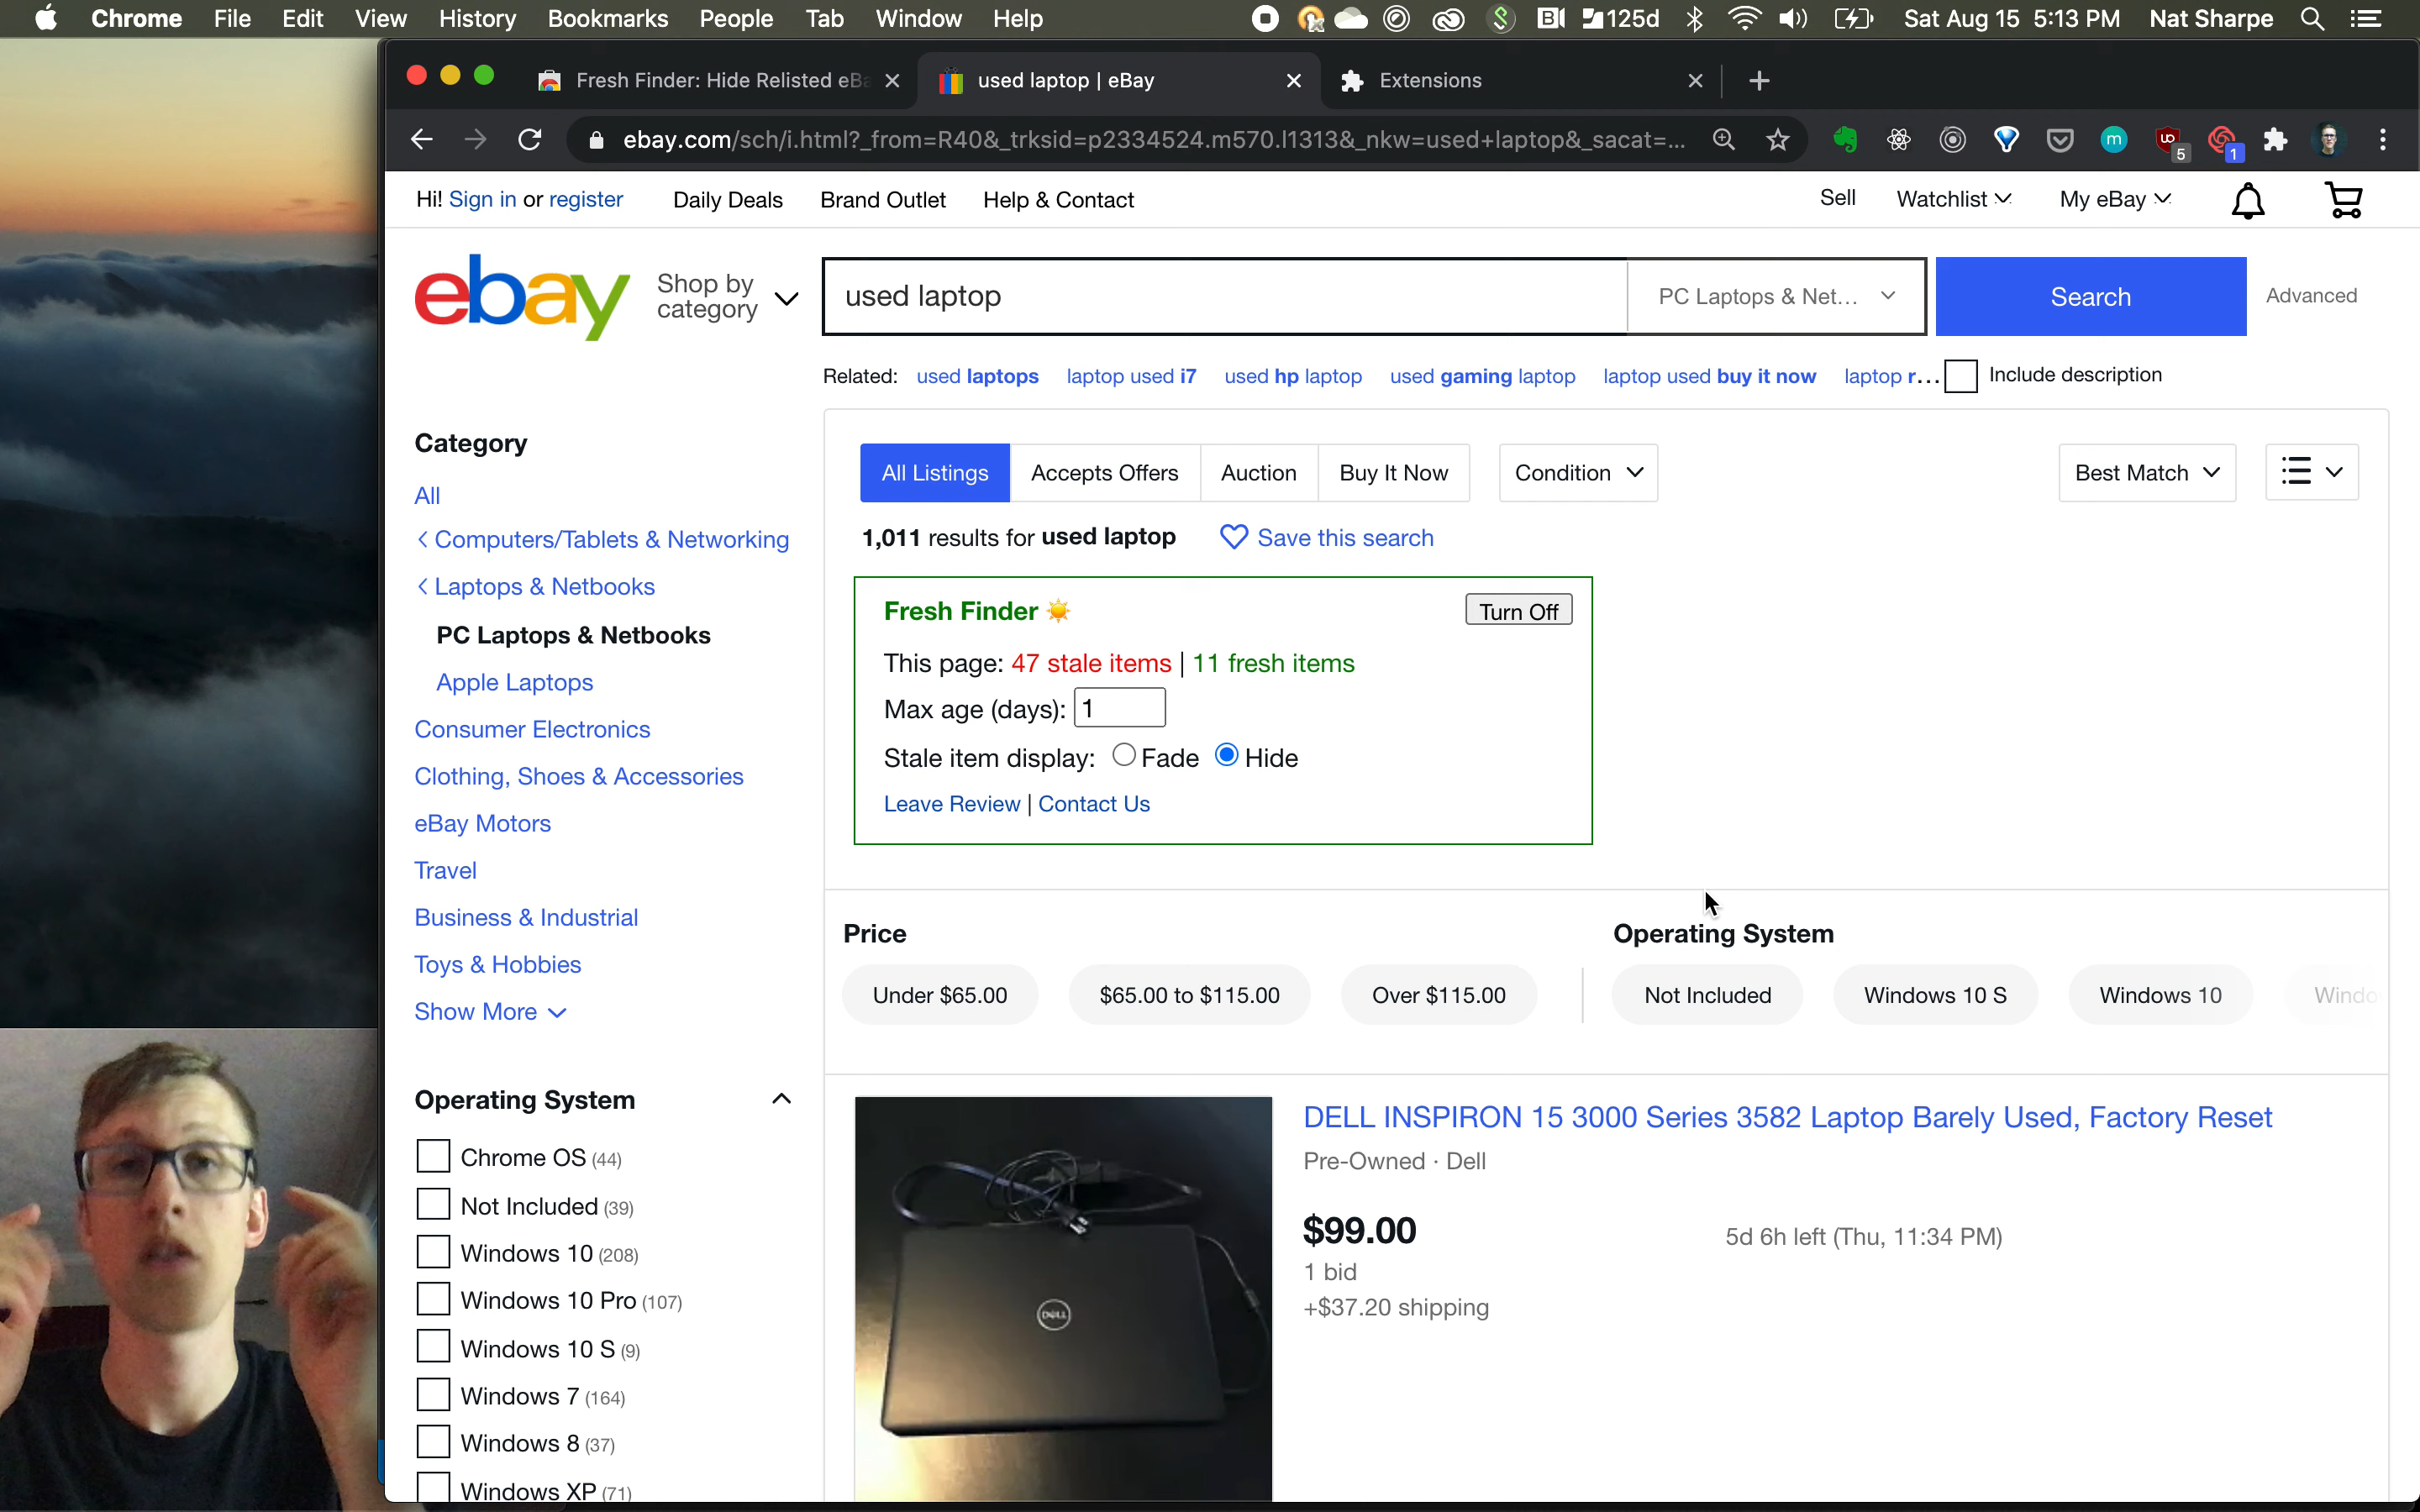 Chrome File Edit View History Bookmarks People Tab Window Help 125d Sat Aug 15 5:13 PM Nat Sharpe
Fresh Finder: Hide Relisted eBa
used laptop | eBay
Extensions
ebay.com/sch/i.html?_from=R40&_trksid=p2334524.m570.l1313&_nkw=used+laptop&_sacat=...
m
5
1
Hi! Sign in or register Daily Deals Brand Outlet Help & Contact Sell Watchlist My eBay
ebay
Shop by category
used laptop
PC Laptops & Net...
Search
Advanced
Related: used laptops laptop used i7 used hp laptop used gaming laptop laptop used buy it now laptop r...
Include description
Category
All
Computers/Tablets & Networking
Laptops & Netbooks
PC Laptops & Netbooks
Apple Laptops
Consumer Electronics
Clothing, Shoes & Accessories
eBay Motors
Travel
Business & Industrial
Toys & Hobbies
Show More
Operating System
Chrome OS (44)
Not Included (39)
Windows 10 (208)
Windows 10 Pro (107)
Windows 10 S (9)
Windows 7 (164)
Windows 8 (37)
Windows XP (71)
All Listings Accepts Offers Auction Buy It Now Condition Best Match
1,011 results for used laptop Save this search
Fresh Finder
Turn Off
This page: 47 stale items | 11 fresh items
Max age (days): 1
Stale item display: Fade Hide
Leave Review | Contact Us
Price
Under $65.00 $65.00 to $115.00 Over $115.00
Operating System
Not Included Windows 10 S Windows 10 Windo
DELL INSPIRON 15 3000 Series 3582 Laptop Barely Used, Factory Reset
Pre-Owned · Dell
$99.00
5d 6h left (Thu, 11:34 PM)
1 bid
+$37.20 shipping
DELL